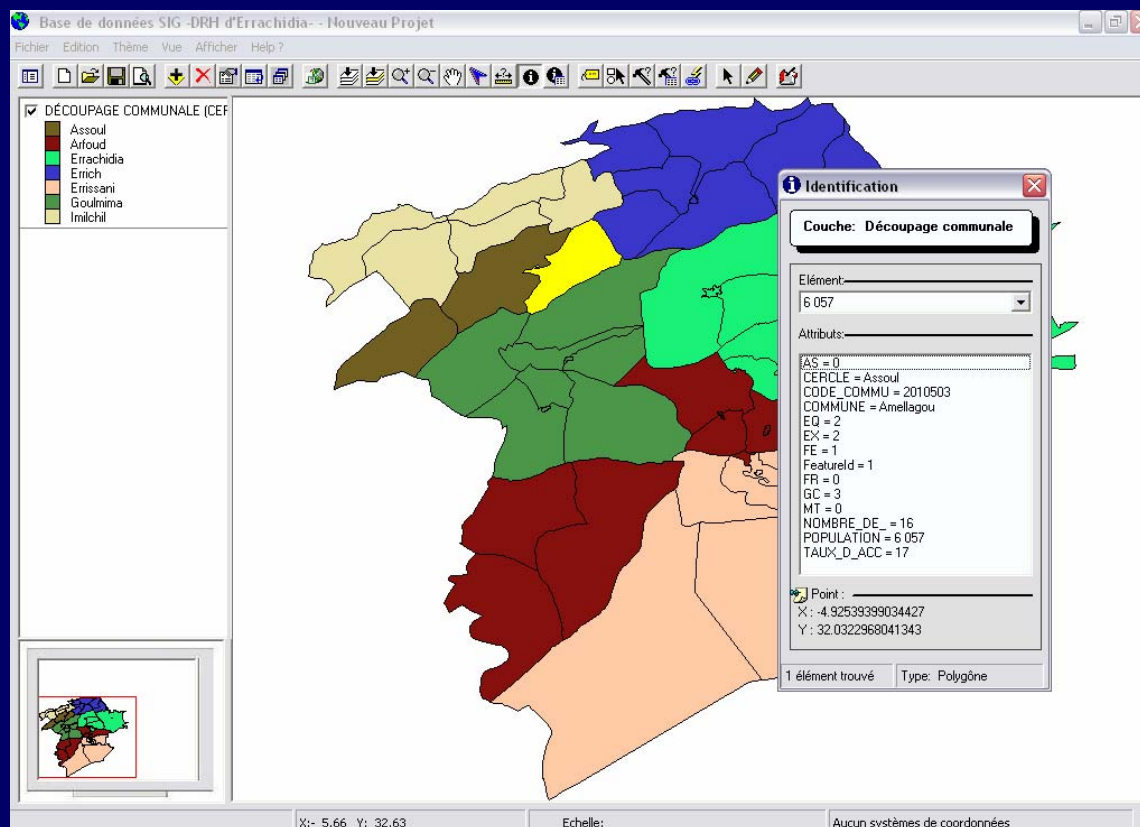 Base de données SIG -DRH d'Errachidia- - Nouveau Projet
Fichier Edition Thème Vue Afficher Help ?
DÉCOUPAGE COMMUNALE (CEF
Assoul
Arfoud
Errachidia
Errich
Errissani
Goulmima
Imilchil
Identification
Couche: Découpage communale
Elément:
6 057
Attributs:
AS = 0
CERCLE = Assoul
CODE_COMMU = 2010503
COMMUNE = Amellagou
EQ = 2
EX = 2
FE = 1
FeatureId = 1
FR = 0
GC = 3
MT = 0
NOMBRE_DE_ = 16
POPULATION = 6 057
TAUX_D_ACC = 17
Point :
X : -4.92539399034427
Y : 32.0322968041343
1 élément trouvé Type: Polygône
X:- 5.66 Y: 32.63 Echelle: Aucun systèmes de coordonnées